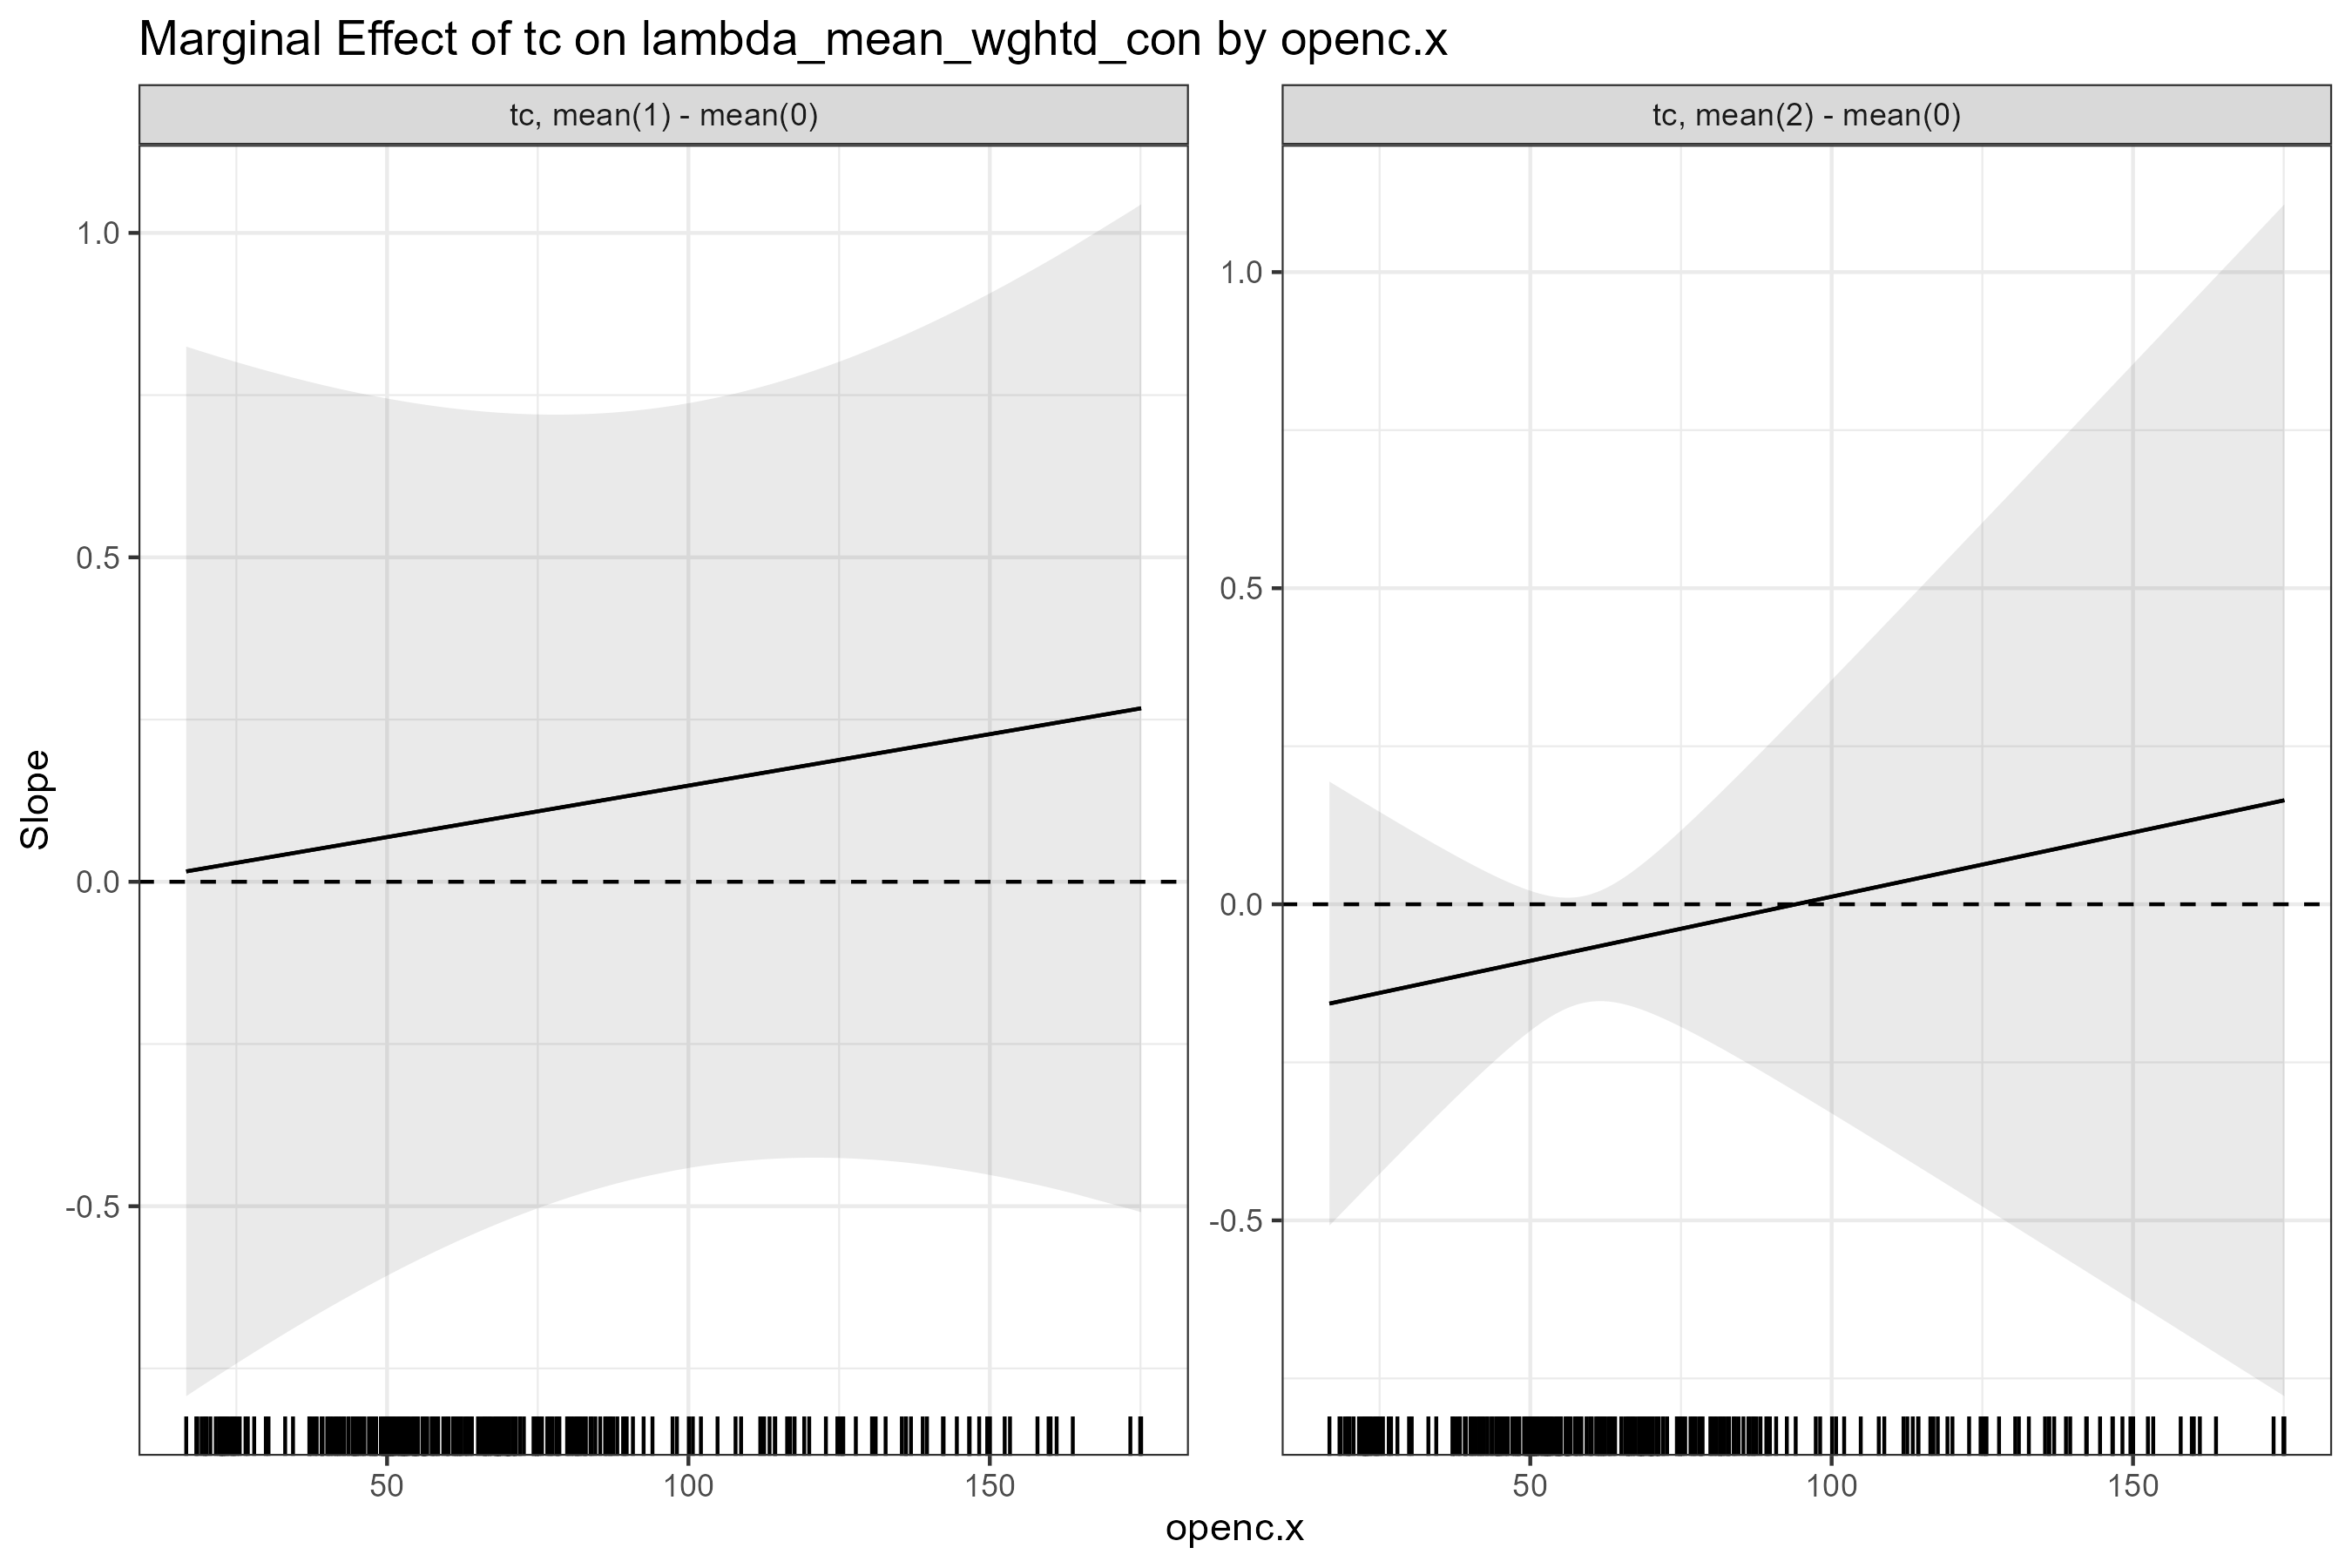 Marginal Effect of tc on lambda_mean_wghtd_con by openc.x
tc, mean(1) - mean(0)
tc, mean(2) - mean(0)
Slope
1.0
0.5
0.0
-0.5
1.0
0.5
0.0
-0.5
50
100
150
50
100
150
openc.x